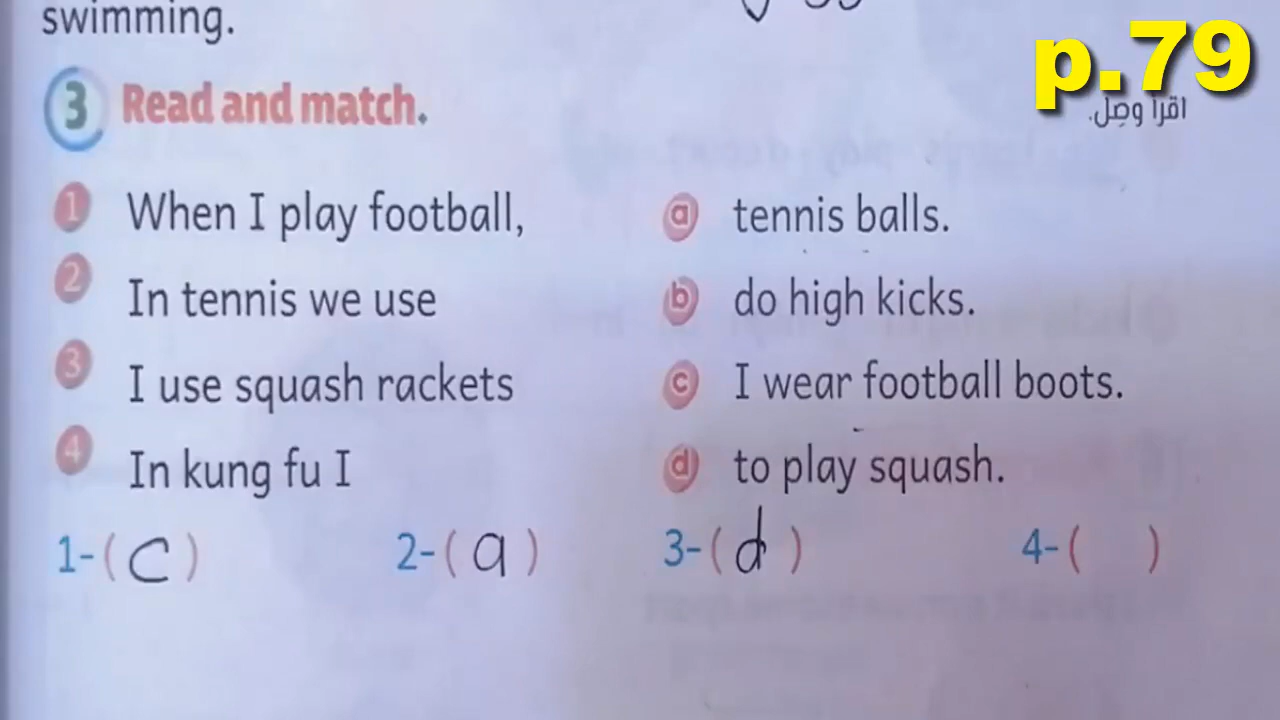 swimming.
p.79
3 Read and match.
اقرأ وصِل.
1 When I play football,
a tennis balls.
2 In tennis we use
b do high kicks.
3 I use squash rackets
c I wear football boots.
4 In kung fu I
d to play squash.
1-( c ) 2-( a ) 3-( d ) 4-( )